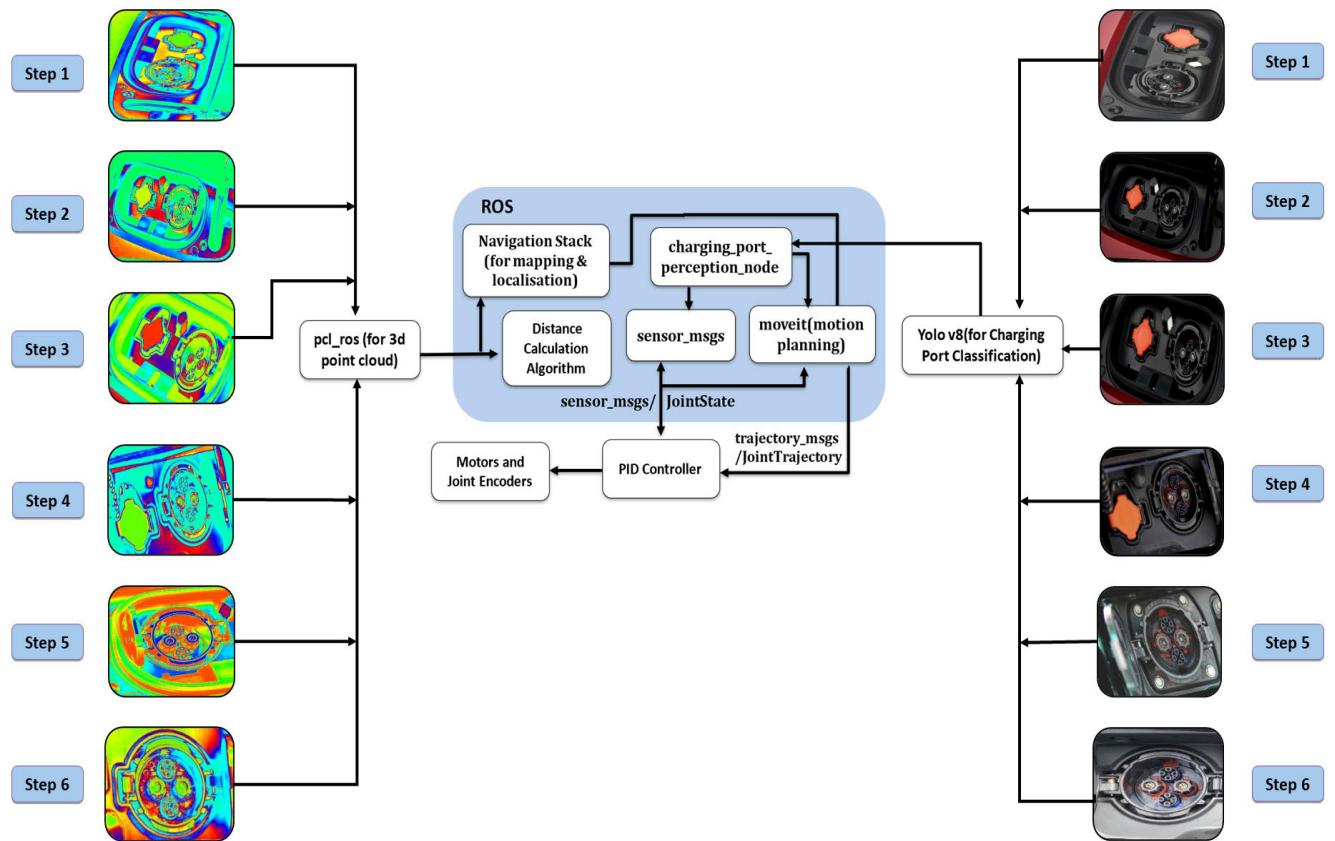 Step 1
Step 2
Step 3
Step 4
Step 5
Step 6
pcl_ros (for 3d
point cloud)
ROS
Navigation Stack
(for mapping &
localisation)
Distance
Calculation
Algorithm
charging_port_
perception_node
sensor_msgs
moveit(motion
planning)
sensor_msgs/ JointState
trajectory_msgs
/JointTrajectory
Motors and
Joint Encoders
PID Controller
Yolo v8(for Charging
Port Classification)
Step 1
Step 2
Step 3
Step 4
Step 5
Step 6